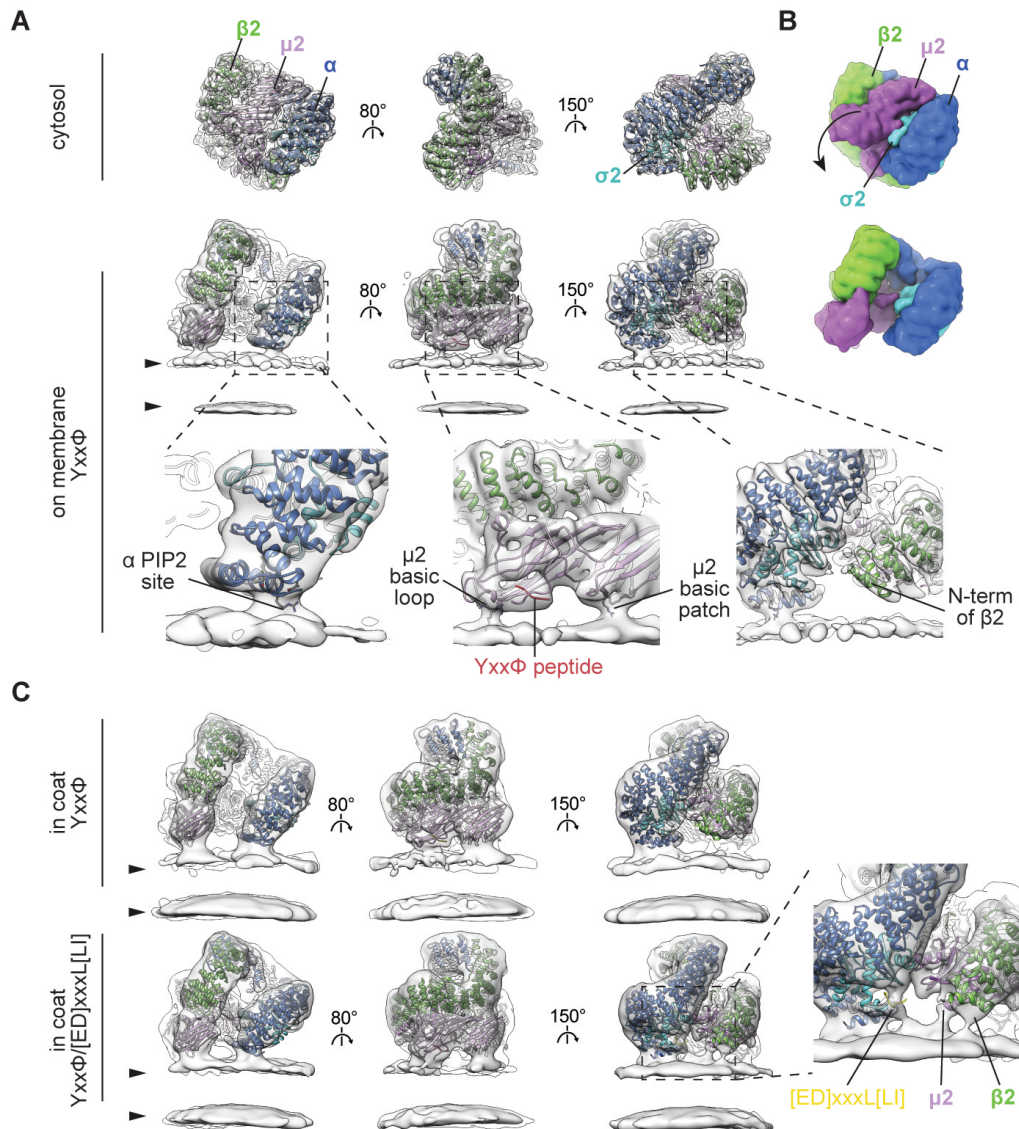 A
B
β2
μ2
α
cytosol
80°
150°
σ2
β2
μ2
α
σ2
on membrane
YxxΦ
80°
150°
α PIP2
site
μ2
basic
loop
μ2
basic
patch
N-term
of β2
YxxΦ peptide
C
in coat
YxxΦ
80°
150°
in coat
YxxΦ/[ED]xxxL[LI]
80°
150°
[ED]xxxL[LI]
μ2
β2